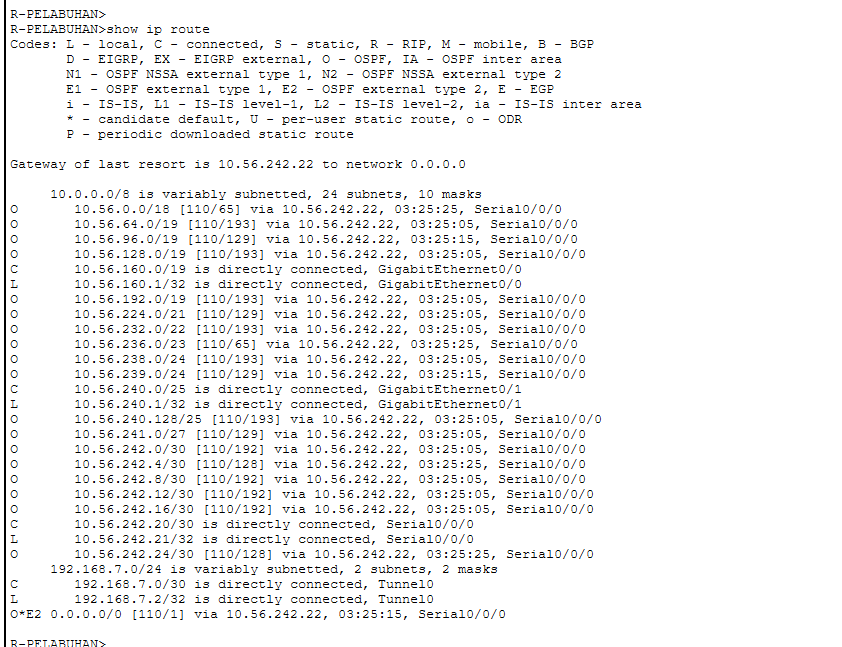 R-PELABUHAN>
R-PELABUHAN>show ip route
Codes: L - local, C - connected, S - static, R - RIP, M - mobile, B - BGP
       D - EIGRP, EX - EIGRP external, O - OSPF, IA - OSPF inter area
       N1 - OSPF NSSA external type 1, N2 - OSPF NSSA external type 2
       E1 - OSPF external type 1, E2 - OSPF external type 2, E - EGP
       i - IS-IS, L1 - IS-IS level-1, L2 - IS-IS level-2, ia - IS-IS inter area
       * - candidate default, U - per-user static route, o - ODR
       P - periodic downloaded static route
Gateway of last resort is 10.56.242.22 to network 0.0.0.0
     10.0.0.0/8 is variably subnetted, 24 subnets, 10 masks
O       10.56.0.0/18 [110/65] via 10.56.242.22, 03:25:25, Serial0/0/0
O       10.56.64.0/19 [110/193] via 10.56.242.22, 03:25:05, Serial0/0/0
O       10.56.96.0/19 [110/129] via 10.56.242.22, 03:25:15, Serial0/0/0
O       10.56.128.0/19 [110/193] via 10.56.242.22, 03:25:05, Serial0/0/0
C       10.56.160.0/19 is directly connected, GigabitEthernet0/0
L       10.56.160.1/32 is directly connected, GigabitEthernet0/0
O       10.56.192.0/19 [110/193] via 10.56.242.22, 03:25:05, Serial0/0/0
O       10.56.224.0/21 [110/129] via 10.56.242.22, 03:25:05, Serial0/0/0
O       10.56.232.0/22 [110/193] via 10.56.242.22, 03:25:05, Serial0/0/0
O       10.56.236.0/23 [110/65] via 10.56.242.22, 03:25:25, Serial0/0/0
O       10.56.238.0/24 [110/193] via 10.56.242.22, 03:25:05, Serial0/0/0
O       10.56.239.0/24 [110/129] via 10.56.242.22, 03:25:15, Serial0/0/0
C       10.56.240.0/25 is directly connected, GigabitEthernet0/1
L       10.56.240.1/32 is directly connected, GigabitEthernet0/1
O       10.56.240.128/25 [110/193] via 10.56.242.22, 03:25:05, Serial0/0/0
O       10.56.241.0/27 [110/129] via 10.56.242.22, 03:25:05, Serial0/0/0
O       10.56.242.0/30 [110/192] via 10.56.242.22, 03:25:05, Serial0/0/0
O       10.56.242.4/30 [110/128] via 10.56.242.22, 03:25:25, Serial0/0/0
O       10.56.242.8/30 [110/192] via 10.56.242.22, 03:25:05, Serial0/0/0
O       10.56.242.12/30 [110/192] via 10.56.242.22, 03:25:05, Serial0/0/0
O       10.56.242.16/30 [110/192] via 10.56.242.22, 03:25:05, Serial0/0/0
C       10.56.242.20/30 is directly connected, Serial0/0/0
L       10.56.242.21/32 is directly connected, Serial0/0/0
O       10.56.242.24/30 [110/128] via 10.56.242.22, 03:25:25, Serial0/0/0
     192.168.7.0/24 is variably subnetted, 2 subnets, 2 masks
C       192.168.7.0/30 is directly connected, Tunnel0
L       192.168.7.2/32 is directly connected, Tunnel0
O*E2 0.0.0.0/0 [110/1] via 10.56.242.22, 03:25:15, Serial0/0/0
R-PELABUHAN>